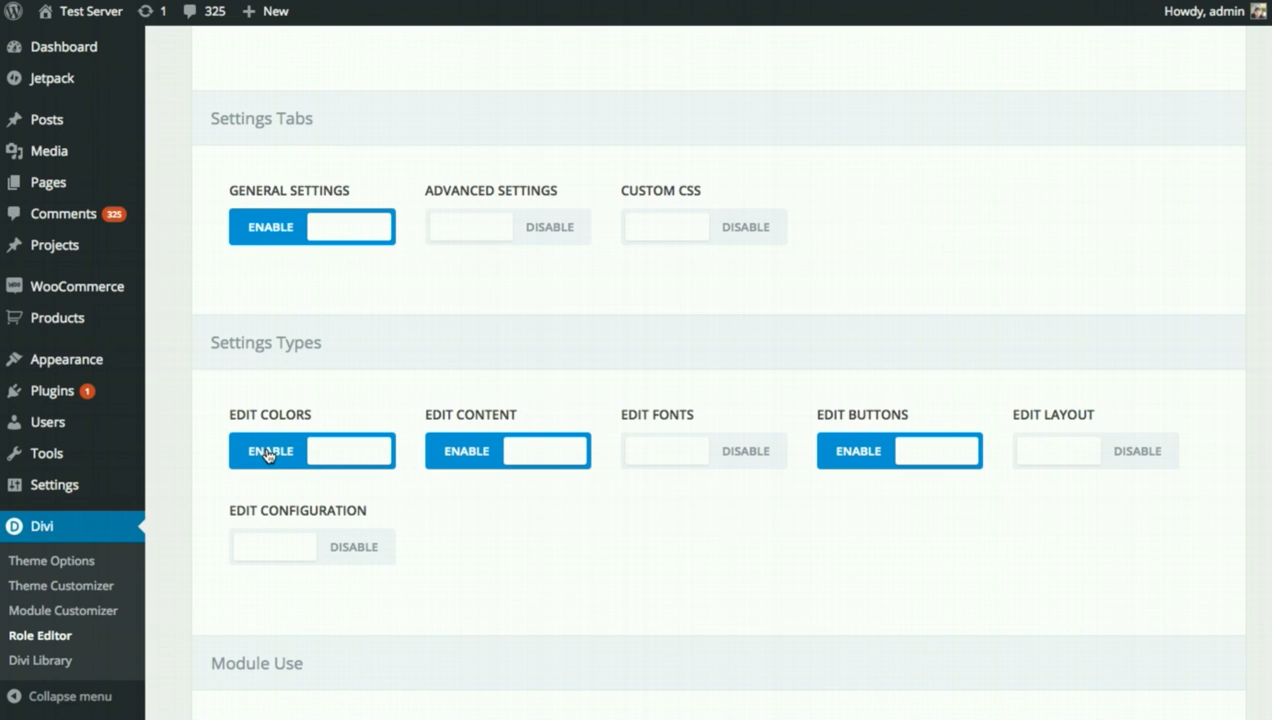 Test Server 1 325 New Howdy, admin
Dashboard
Jetpack
Posts
Media
Pages
Comments 325
Projects
WooCommerce
Products
Appearance
Plugins 1
Users
Tools
Settings
Divi
Theme Options
Theme Customizer
Module Customizer
Role Editor
Divi Library
Collapse menu
Settings Tabs
GENERAL SETTINGS ADVANCED SETTINGS CUSTOM CSS
ENABLE DISABLE DISABLE
Settings Types
EDIT COLORS EDIT CONTENT EDIT FONTS EDIT BUTTONS EDIT LAYOUT
ENABLE ENABLE DISABLE ENABLE DISABLE
EDIT CONFIGURATION
DISABLE
Module Use